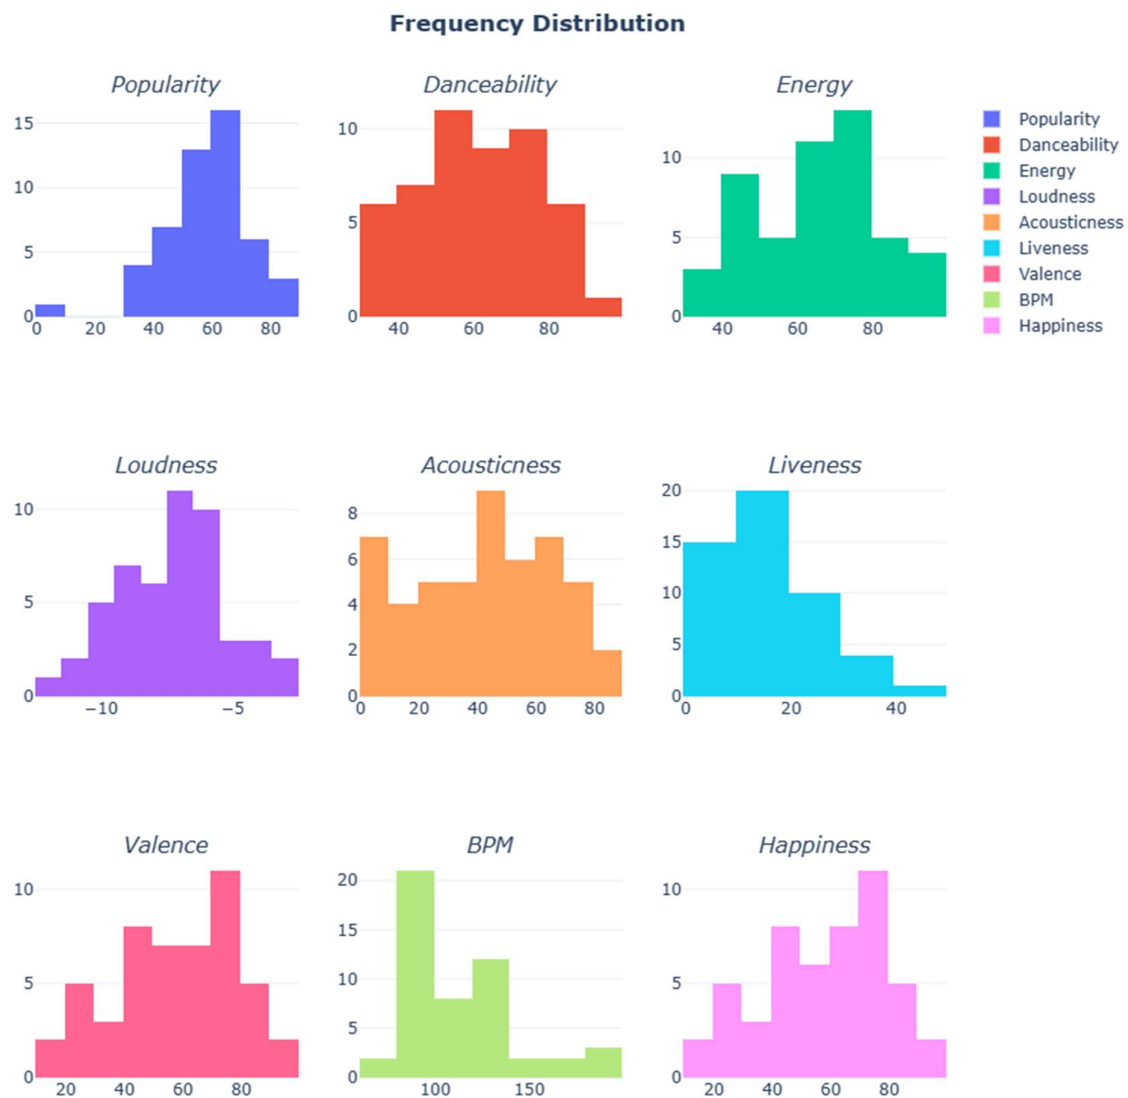 Frequency Distribution
Popularity
Danceability
Energy
15
10
5
0
0 20 40 60 80
10
5
0
40 60 80
10
5
0
40 60 80
Popularity
Danceability
Energy
Loudness
Acousticness
Liveness
Valence
BPM
Happiness
Loudness
Acousticness
Liveness
10
5
0
−10 −5
8
6
4
2
0
0 20 40 60 80
20
15
10
5
0
0 20 40
Valence
BPM
Happiness
10
5
0
20 40 60 80
20
15
10
5
0
100 150
10
5
0
20 40 60 80